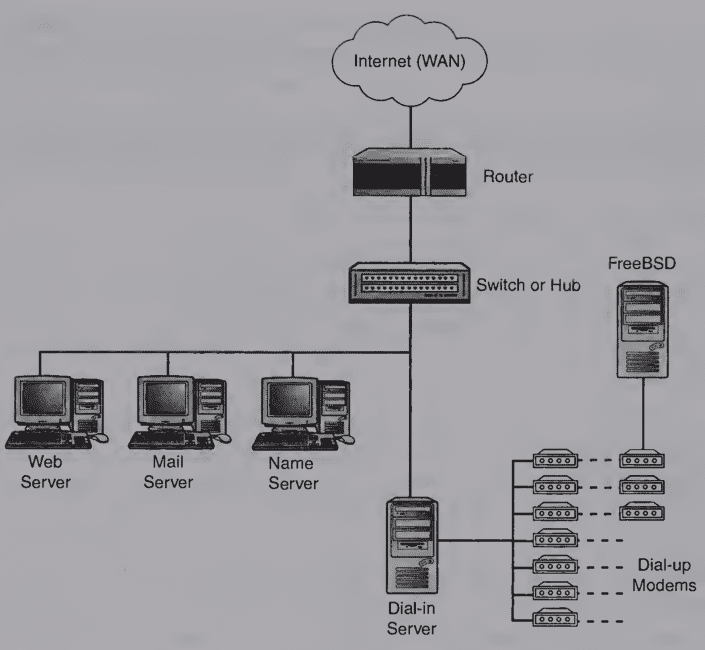 Internet (WAN)
Router
Switch or Hub
FreeBSD
Web
Server
Mail
Server
Name
Server
Dial-in
Server
Dial-up
Modems